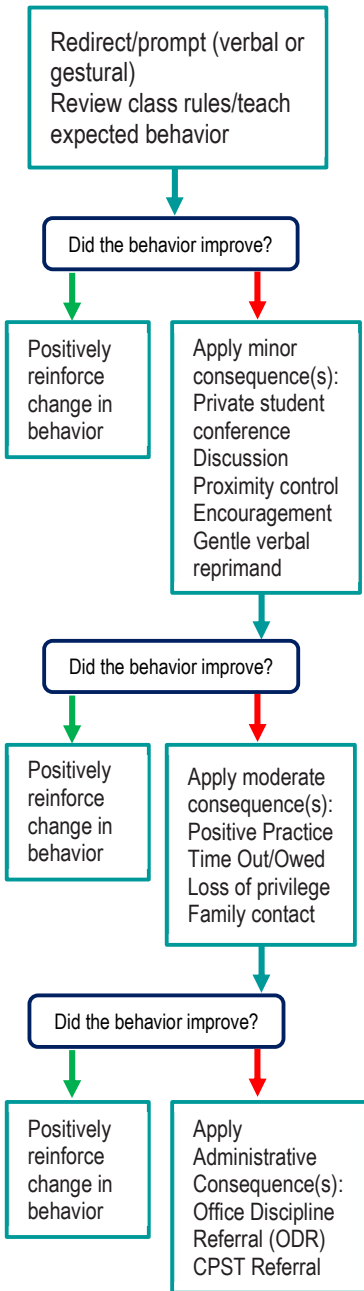 Redirect/prompt (verbal or
gestural)
Review class rules/teach
expected behavior
Did the behavior improve?
Positively
reinforce
change in
behavior
Apply minor
consequence(s):
Private student
conference
Discussion
Proximity control
Encouragement
Gentle verbal
reprimand
Did the behavior improve?
Positively
reinforce
change in
behavior
Apply moderate
consequence(s):
Positive Practice
Time Out/Owed
Loss of privilege
Family contact
Did the behavior improve?
Positively
reinforce
change in
behavior
Apply
Administrative
Consequence(s):
Office Discipline
Referral (ODR)
CPST Referral